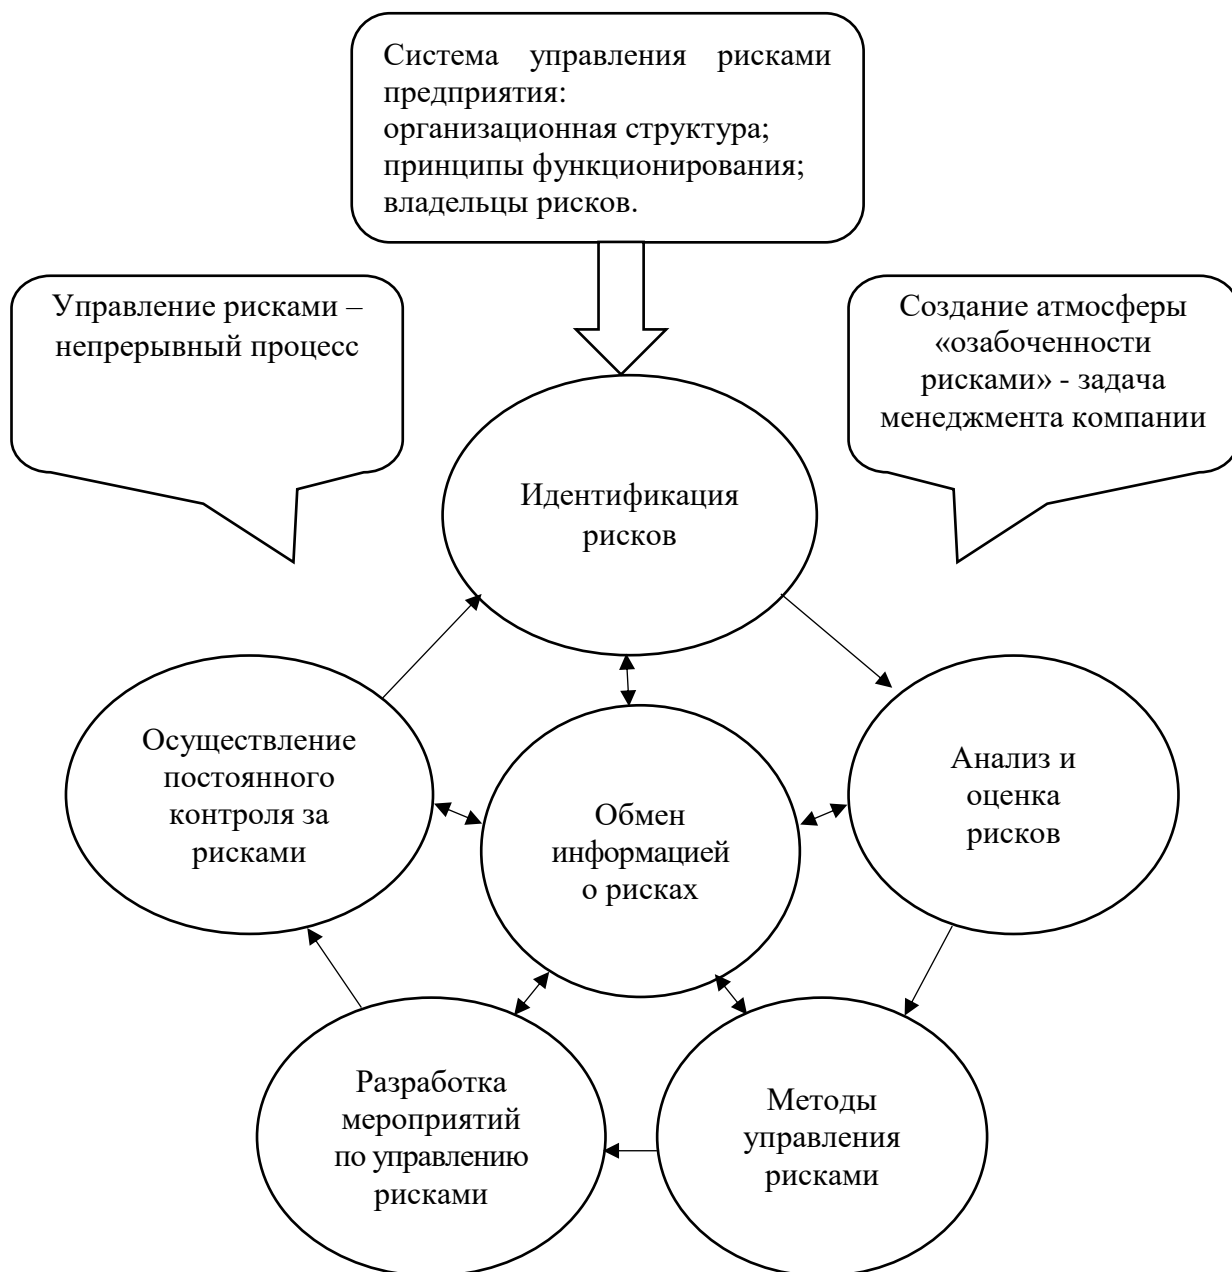 Система управления рисками
предприятия:
организационная структура;
принципы функционирования;
владельцы рисков.
Управление рисками –
непрерывный процесс
Создание атмосферы
«озабоченности
рисками» - задача
менеджмента компании
Идентификация
рисков
Осуществление
постоянного
контроля за
рисками
Обмен
информацией
о рисках
Анализ и
оценка
рисков
Разработка
мероприятий
по управлению
рисками
Методы
управления
рисками